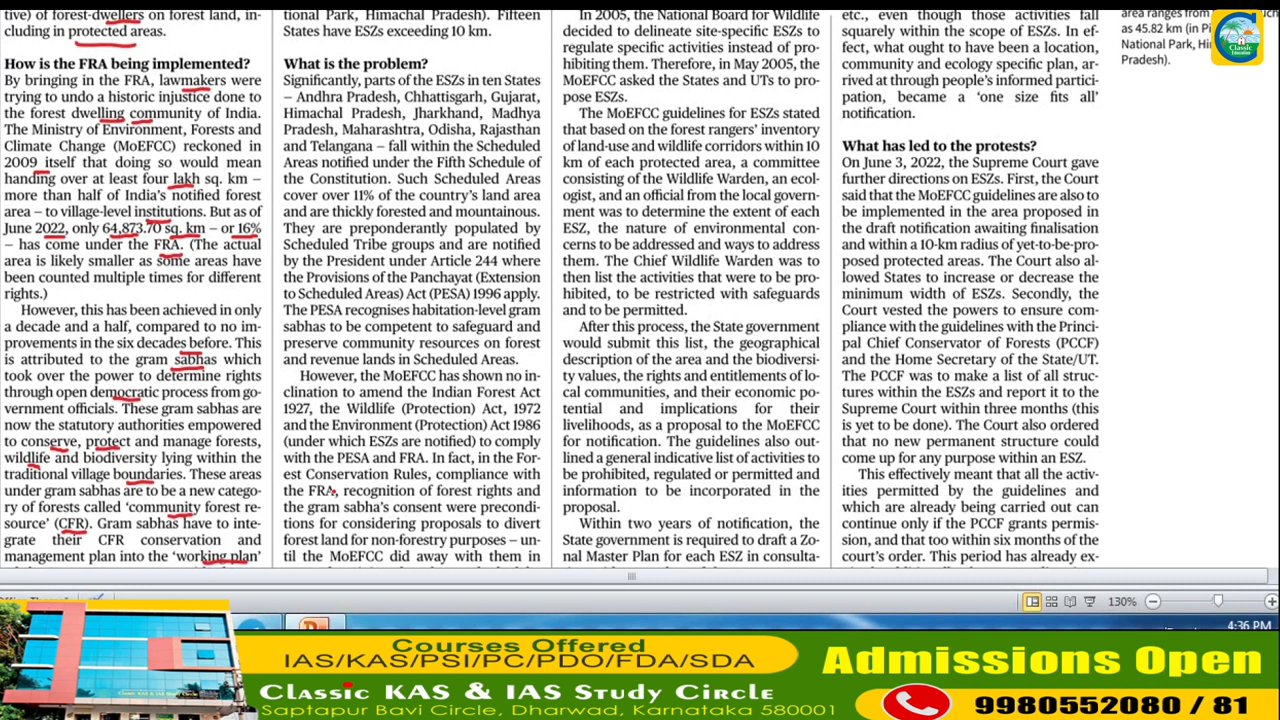 tive) of forest-dwellers on forest land, in-
cluding in protected areas.
How is the FRA being implemented?
By bringing in the FRA, lawmakers were
trying to undo a historic injustice done to
the forest dwelling community of India.
The Ministry of Environment, Forests and
Climate Change (MoEFCC) reckoned in
2009 itself that doing so would mean
handing over at least four lakh sq. km –
more than half of India's notified forest
area – to village-level institutions. But as of
June 2022, only 64,873.70 sq. km – or 16%
– has come under the FRA. (The actual
area is likely smaller as some areas have
been counted multiple times for different
rights.)
However, this has been achieved in only
a decade and a half, compared to no im-
provements in the six decades before. This
is attributed to the gram sabhas which
took over the power to determine rights
through open democratic process from go-
vernment officials. These gram sabhas are
now the statutory authorities empowered
to conserve, protect and manage forests,
wildlife and biodiversity lying within the
traditional village boundaries. These areas
under gram sabhas are to be a new catego-
ry of forests called 'community forest re-
source' (CFR). Gram sabhas have to inte-
grate their CFR conservation and
management plan into the 'working plan'
tional Park, Himachal Pradesh). Fifteen
States have ESZs exceeding 10 km.
What is the problem?
Significantly, parts of the ESZs in ten States
– Andhra Pradesh, Chhattisgarh, Gujarat,
Himachal Pradesh, Jharkhand, Madhya
Pradesh, Maharashtra, Odisha, Rajasthan
and Telangana – fall within the Scheduled
Areas notified under the Fifth Schedule of
the Constitution. Such Scheduled Areas
cover over 11% of the country's land area
and are thickly forested and mountainous.
They are preponderantly populated by
Scheduled Tribe groups and are notified
by the President under Article 244 where
the Provisions of the Panchayat (Extension
to Scheduled Areas) Act (PESA) 1996 apply.
The PESA recognises habitation-level gram
sabhas to be competent to safeguard and
preserve community resources on forest
and revenue lands in Scheduled Areas.
However, the MoEFCC has shown no in-
clination to amend the Indian Forest Act
1927, the Wildlife (Protection) Act, 1972
and the Environment (Protection) Act 1986
(under which ESZs are notified) to comply
with the PESA and FRA. In fact, in the For-
est Conservation Rules, compliance with
the FRA, recognition of forest rights and
the gram sabha's consent were precondi-
tions for considering proposals to divert
forest land for non-forestry purposes – un-
til the MoEFCC did away with them in
In 2005, the National Board for Wildlife
decided to delineate site-specific ESZs to
regulate specific activities instead of pro-
hibiting them. Therefore, in May 2005, the
MoEFCC asked the States and UTs to pro-
pose ESZs.
The MoEFCC guidelines for ESZs stated
that based on the forest rangers' inventory
of land-use and wildlife corridors within 10
km of each protected area, a committee
consisting of the Wildlife Warden, an ecol-
ogist, and an official from the local govern-
ment was to determine the extent of each
ESZ, the nature of environmental con-
cerns to be addressed and ways to address
them. The Chief Wildlife Warden was to
then list the activities that were to be pro-
hibited, to be restricted with safeguards
and to be permitted.
After this process, the State government
would submit this list, the geographical
description of the area and the biodiversi-
ty values, the rights and entitlements of lo-
cal communities, and their economic po-
tential and implications for their
livelihoods, as a proposal to the MoEFCC
for notification. The guidelines also out-
lined a general indicative list of activities to
be prohibited, regulated or permitted and
information to be incorporated in the
proposal.
Within two years of notification, the
State government is required to draft a Zo-
nal Master Plan for each ESZ in consulta-
etc., even though those activities fall
squarely within the scope of ESZs. In ef-
fect, what ought to have been a location,
community and ecology specific plan, ar-
rived at through people's informed partici-
pation, became a 'one size fits all'
notification.
What has led to the protests?
On June 3, 2022, the Supreme Court gave
further directions on ESZs. First, the Court
said that the MoEFCC guidelines are also to
be implemented in the area proposed in
the draft notification awaiting finalisation
and within a 10-km radius of yet-to-be-pro-
posed protected areas. The Court also al-
lowed States to increase or decrease the
minimum width of ESZs. Secondly, the
Court vested the powers to ensure com-
pliance with the guidelines with the Princi-
pal Chief Conservator of Forests (PCCF)
and the Home Secretary of the State/UT.
The PCCF was to make a list of all struc-
tures within the ESZs and report it to the
Supreme Court within three months (this
is yet to be done). The Court also ordered
that no new permanent structure could
come up for any purpose within an ESZ.
This effectively meant that all the activ-
ities permitted by the guidelines and
which are already being carried out can
continue only if the PCCF grants permis-
sion, and that too within six months of the
court's order. This period has already ex-
area ranges from
as 45.82 km (in
National Park,
Pradesh).
Classic
Education
130%
4:36 PM
Courses Offered
IAS/KAS/PSI/PC/PDO/FDA/SDA
Classic KAS & IAS Study Circle
Saptapur Bavi Circle, Dharwad, Karnataka 580001
Admissions Open
9980552080 / 81